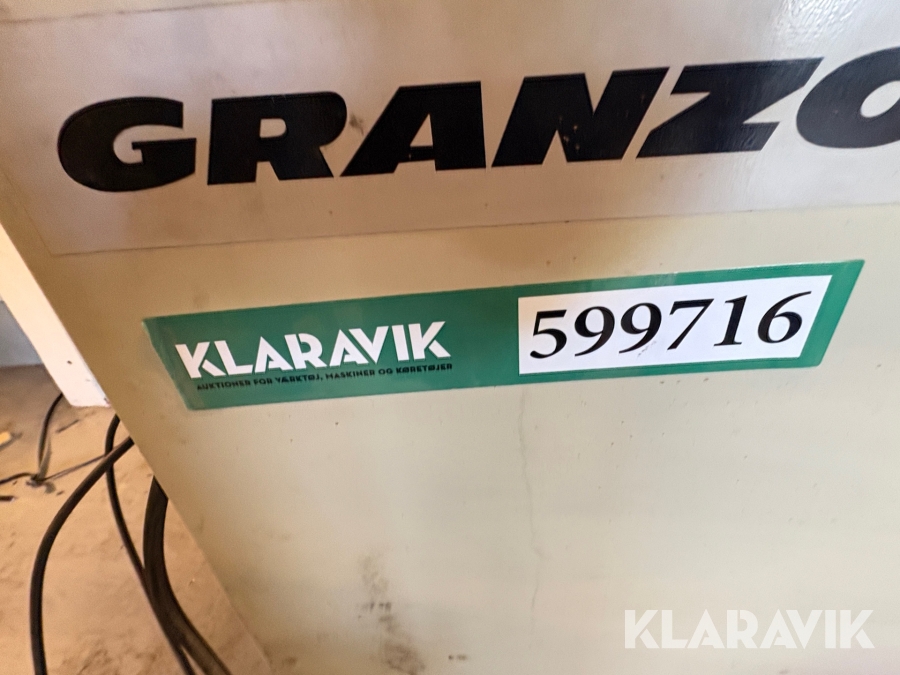 GRANZO
KLARAVIK
AUKTIONER FOR VÆRKTØJ, MASKINER OG KØRETØJER
599716
KLARAVIK